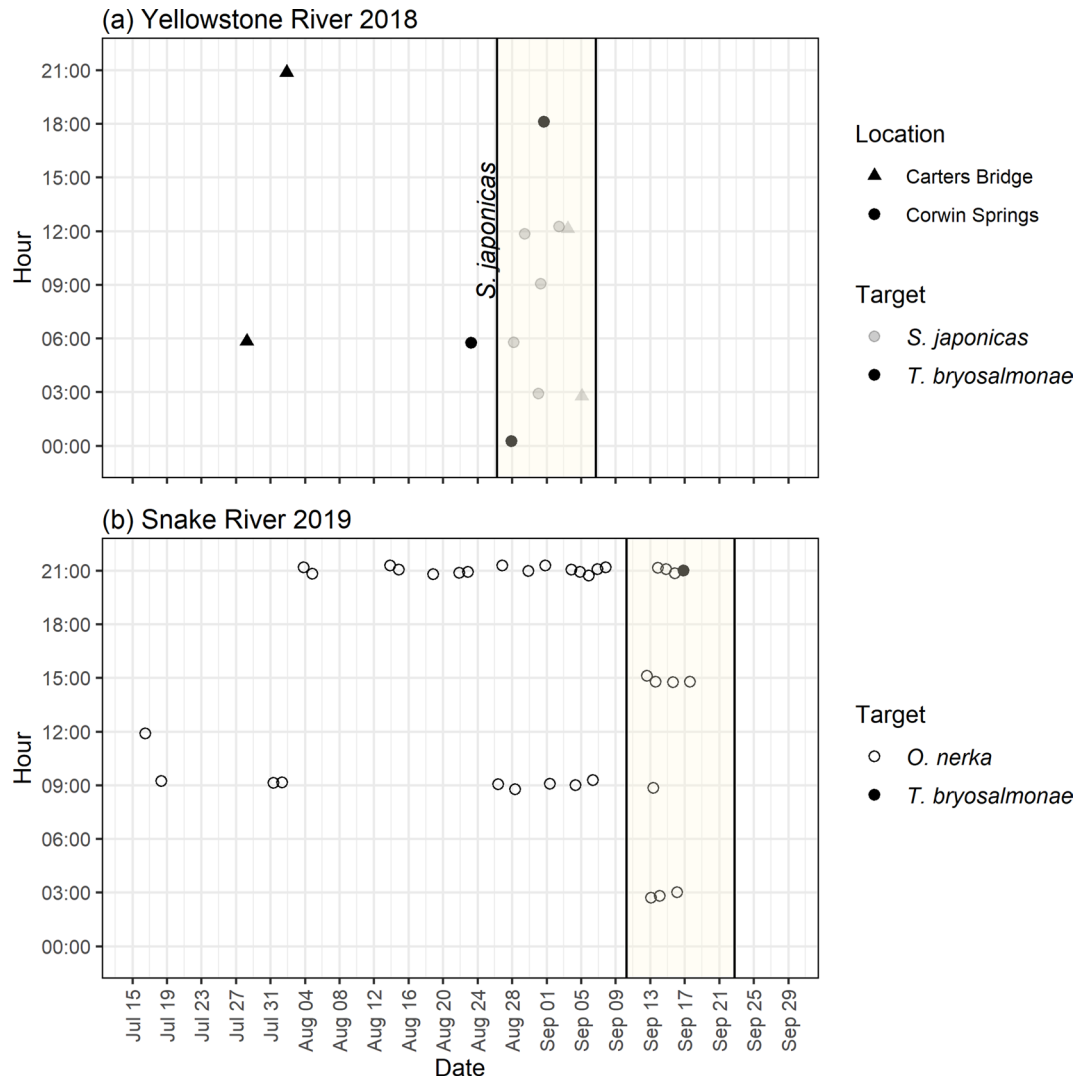 (a) Yellowstone River 2018
21:00
18:00
15:00
12:00
09:00
06:00
03:00
00:00
Hour
S. japonicas
Location
Carters Bridge
Corwin Springs
Target
S. japonicas
T. bryosalmonae
(b) Snake River 2019
21:00
18:00
15:00
12:00
09:00
06:00
03:00
00:00
Hour
Target
O. nerka
T. bryosalmonae
Jul 15
Jul 19
Jul 23
Jul 27
Jul 31
Aug 04
Aug 08
Aug 12
Aug 16
Aug 20
Aug 24
Aug 28
Sep 01
Sep 05
Sep 09
Sep 13
Sep 17
Sep 21
Sep 25
Sep 29
Date